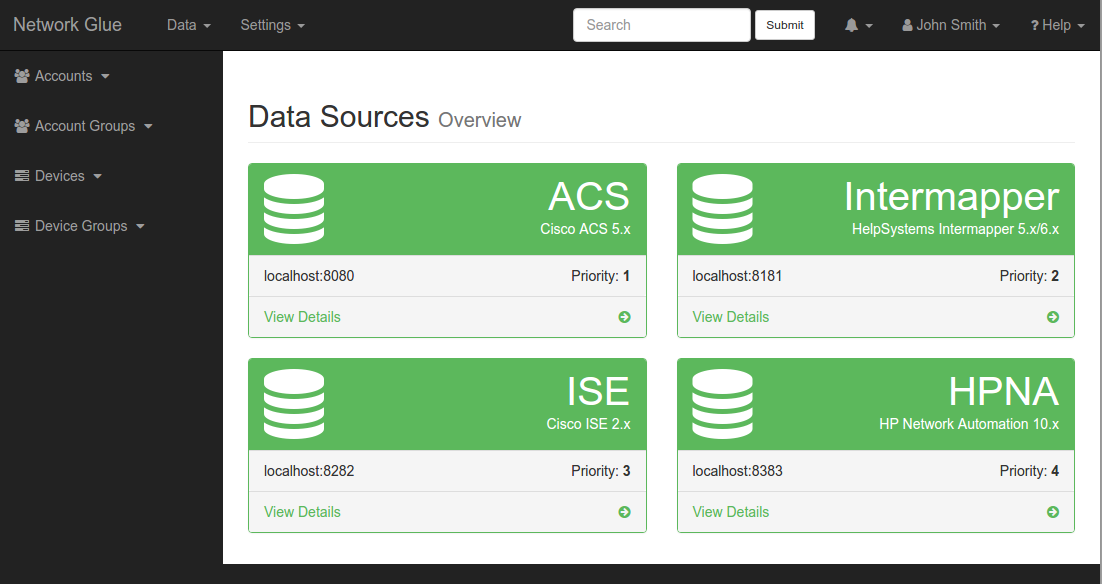 Network Glue Data Settings Search Submit John Smith ? Help
Accounts
Account Groups
Devices
Device Groups
Data Sources Overview
ACS
Cisco ACS 5.x
localhost:8080 Priority: 1
View Details
Intermapper
HelpSystems Intermapper 5.x/6.x
localhost:8181 Priority: 2
View Details
ISE
Cisco ISE 2.x
localhost:8282 Priority: 3
View Details
HPNA
HP Network Automation 10.x
localhost:8383 Priority: 4
View Details